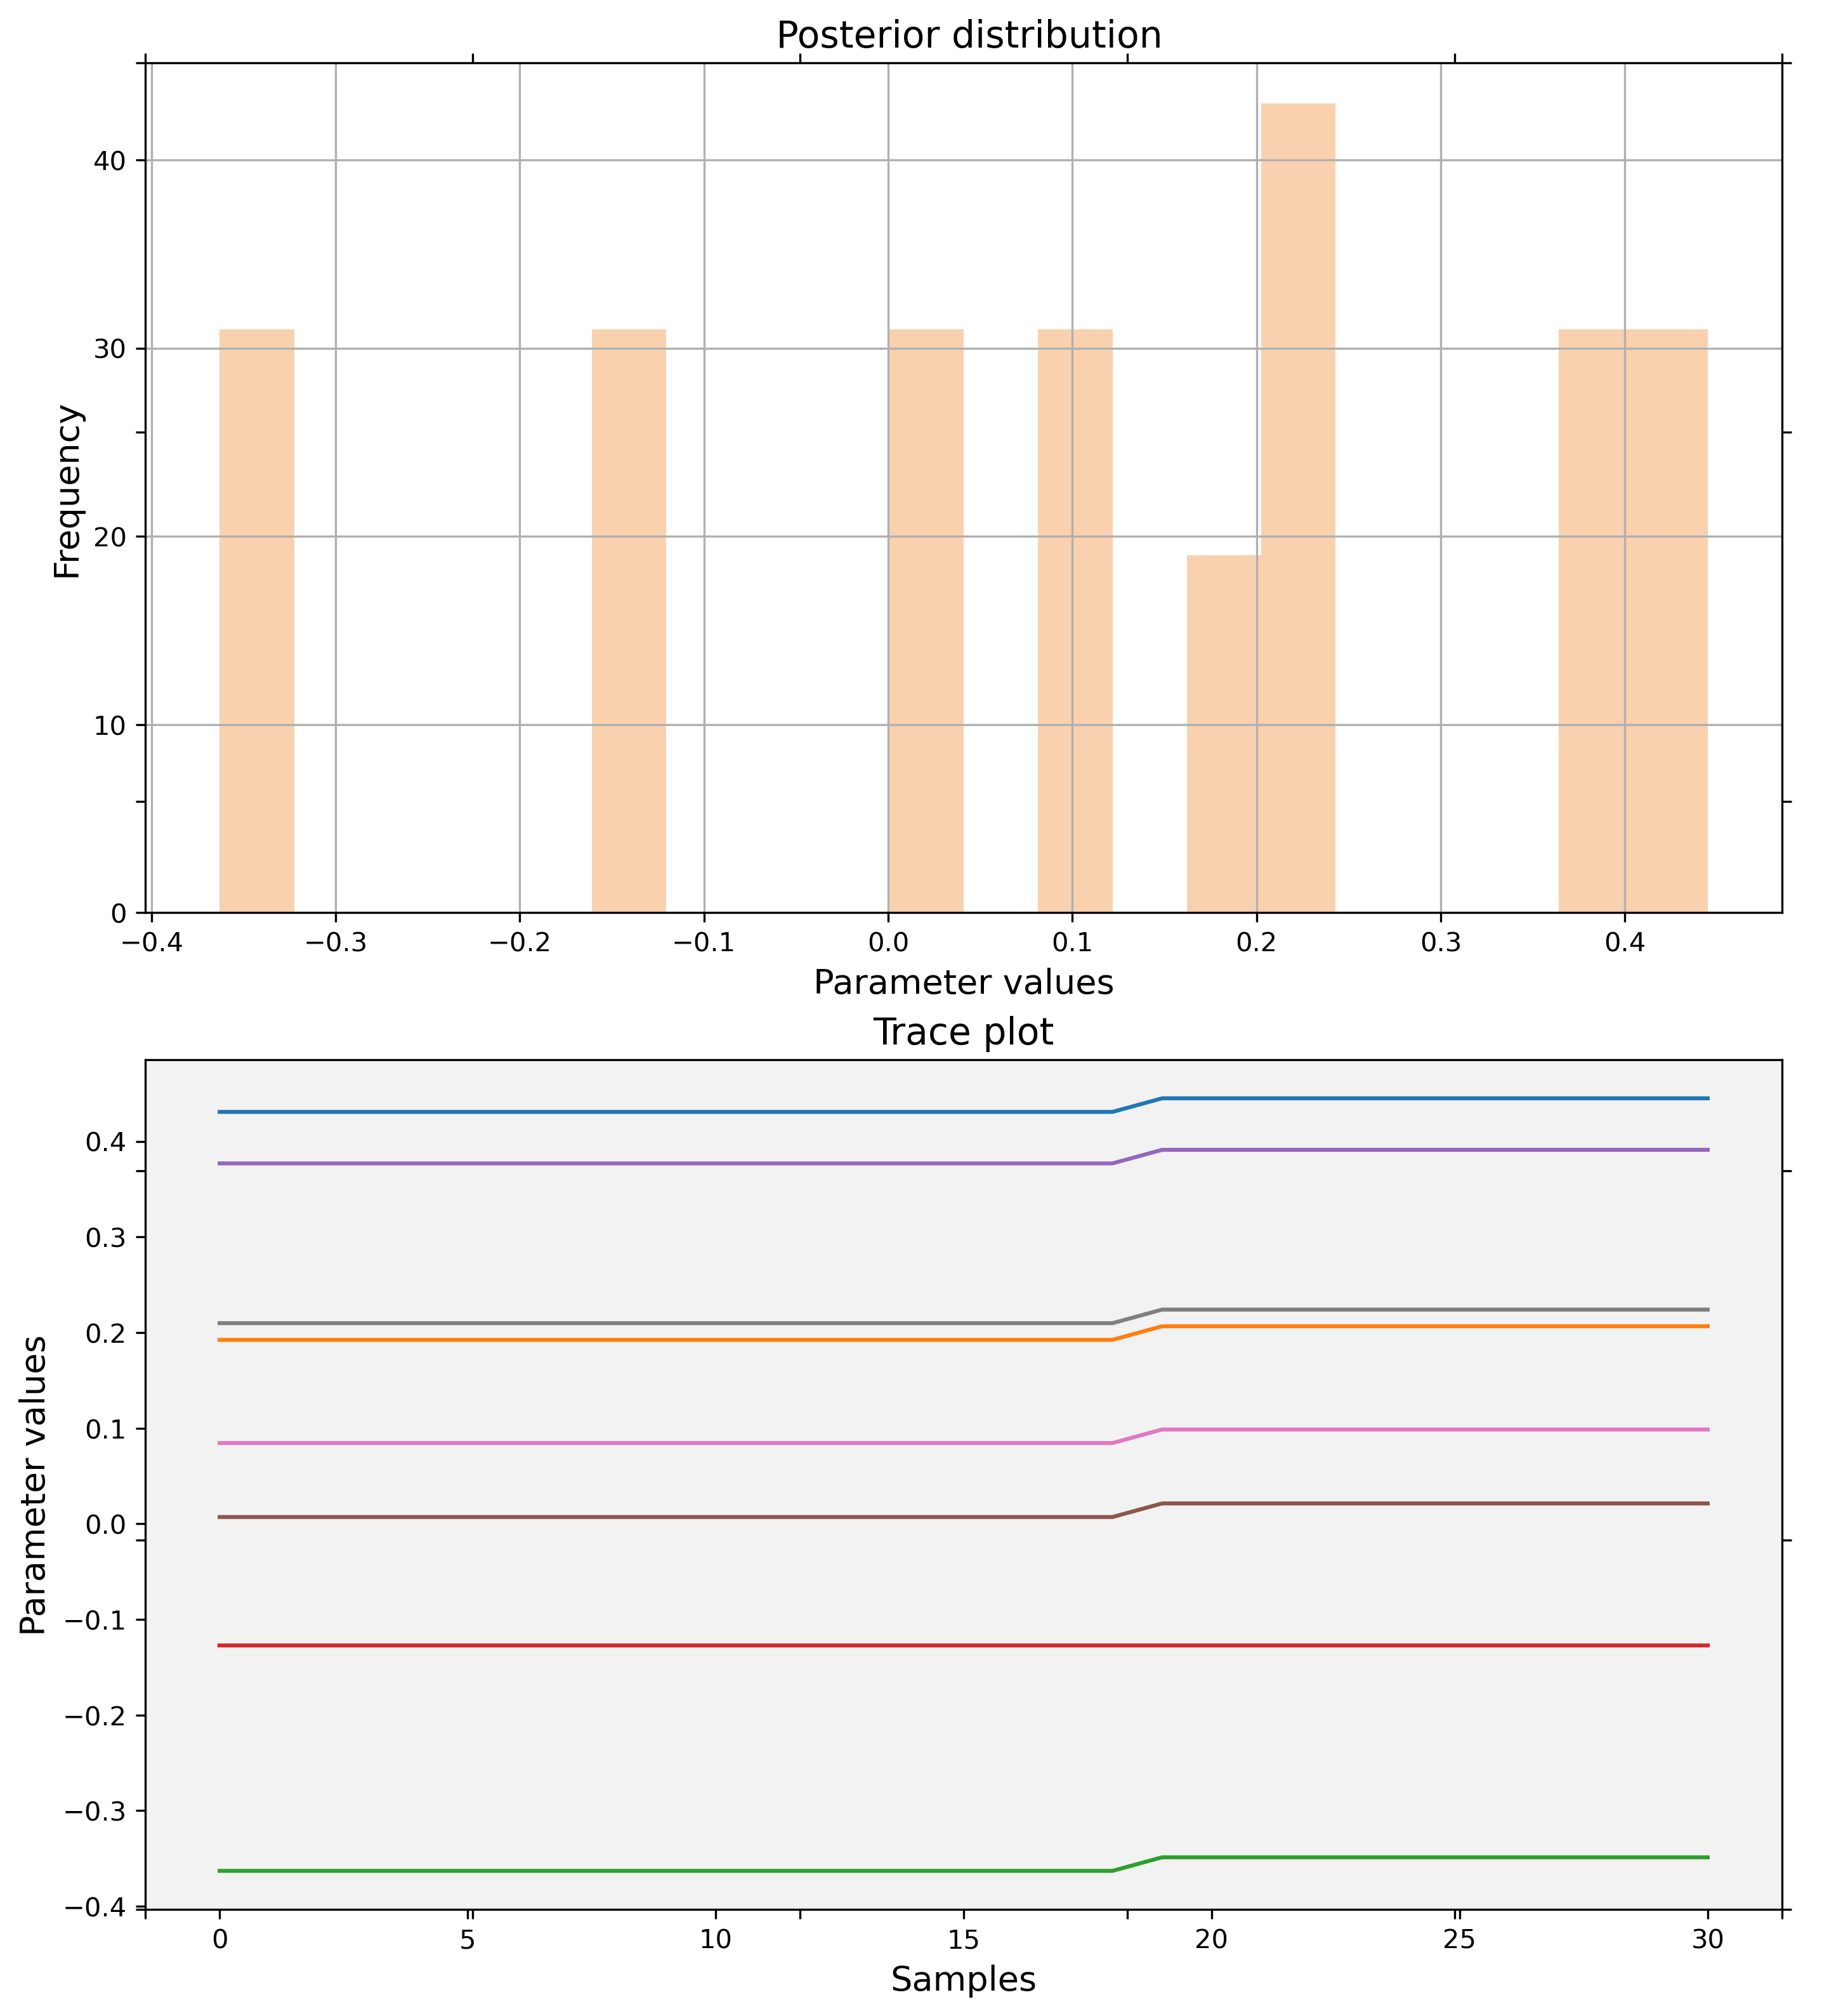 Posterior distribution
Frequency
40
30
20
10
0
−0.4 −0.3 −0.2 −0.1 0.0 0.1 0.2 0.3 0.4
Parameter values
Trace plot
Parameter values
0.4
0.3
0.2
0.1
0.0
−0.1
−0.2
−0.3
−0.4
0 5 10 15 20 25 30
Samples